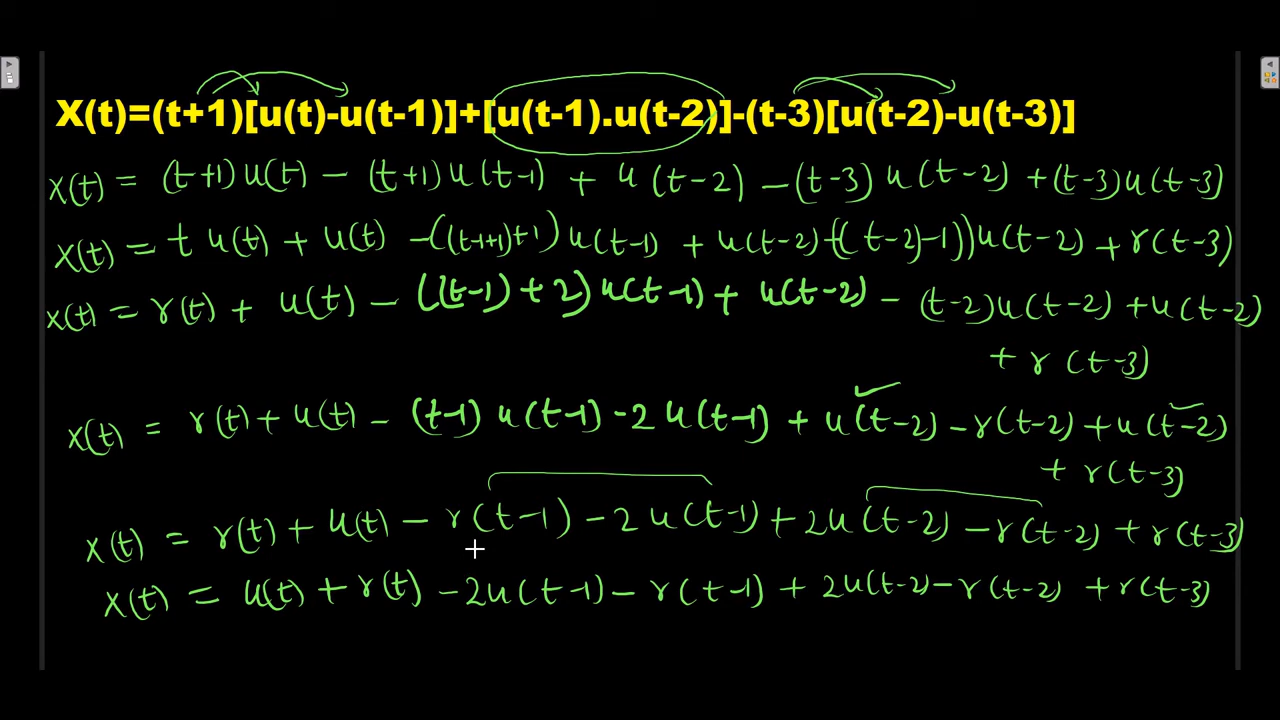 X(t)=(t+1)[u(t)-u(t-1)]+[u(t-1).u(t-2)]-(t-3)[u(t-2)-u(t-3)]
x(t) = (t+1)u(t) - (t+1)u(t-1) + u(t-2) - (t-3)u(t-2) + (t-3)u(t-3)
x(t) = t u(t) + u(t) - ((t-1+1)+1)u(t-1) + u(t-2) + (-(t-2)-1))u(t-2) + r(t-3)
x(t) = r(t) + u(t) - ((t-1) + 2)u(t-1) + u(t-2) - (t-2)u(t-2) + u(t-2)
+ r(t-3)
x(t) = r(t) + u(t) - (t-1) u(t-1) - 2 u(t-1) + u(t-2) - r(t-2) + u(t-2)
+ r(t-3)
x(t) = r(t) + u(t) - r(t-1) - 2u(t-1) + 2u(t-2) - r(t-2) + r(t-3)
x(t) = u(t) + r(t) - 2u(t-1) - r(t-1) + 2u(t-2) - r(t-2) + r(t-3)